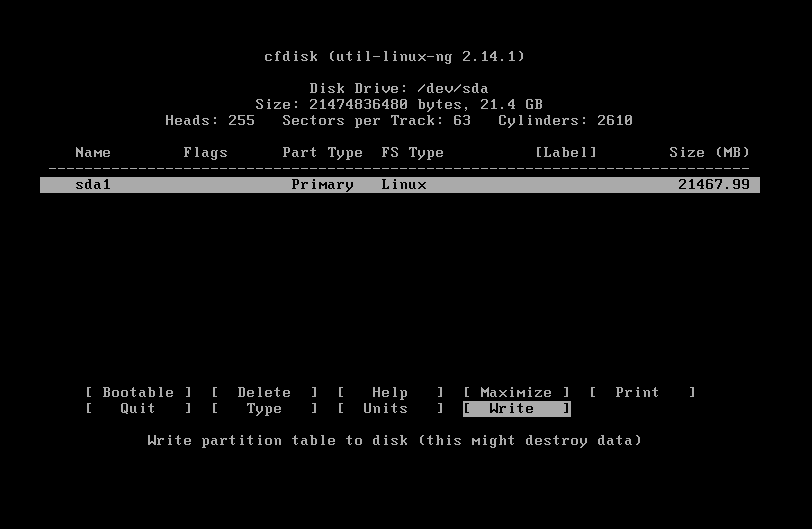 cfdisk (util-linux-ng 2.14.1)
Disk Drive: /dev/sda
Size: 21474836480 bytes, 21.4 GB
Heads: 255   Sectors per Track: 63   Cylinders: 2610
Name   Flags   Part Type   FS Type   [Label]   Size (MB)
sda1   Primary   Linux   21467.99
[ Bootable ]  [  Delete  ]  [   Help   ]  [ Maximize ]  [  Print   ]
[   Quit   ]  [   Type   ]  [  Units   ]  [  Write   ]
Write partition table to disk (this might destroy data)